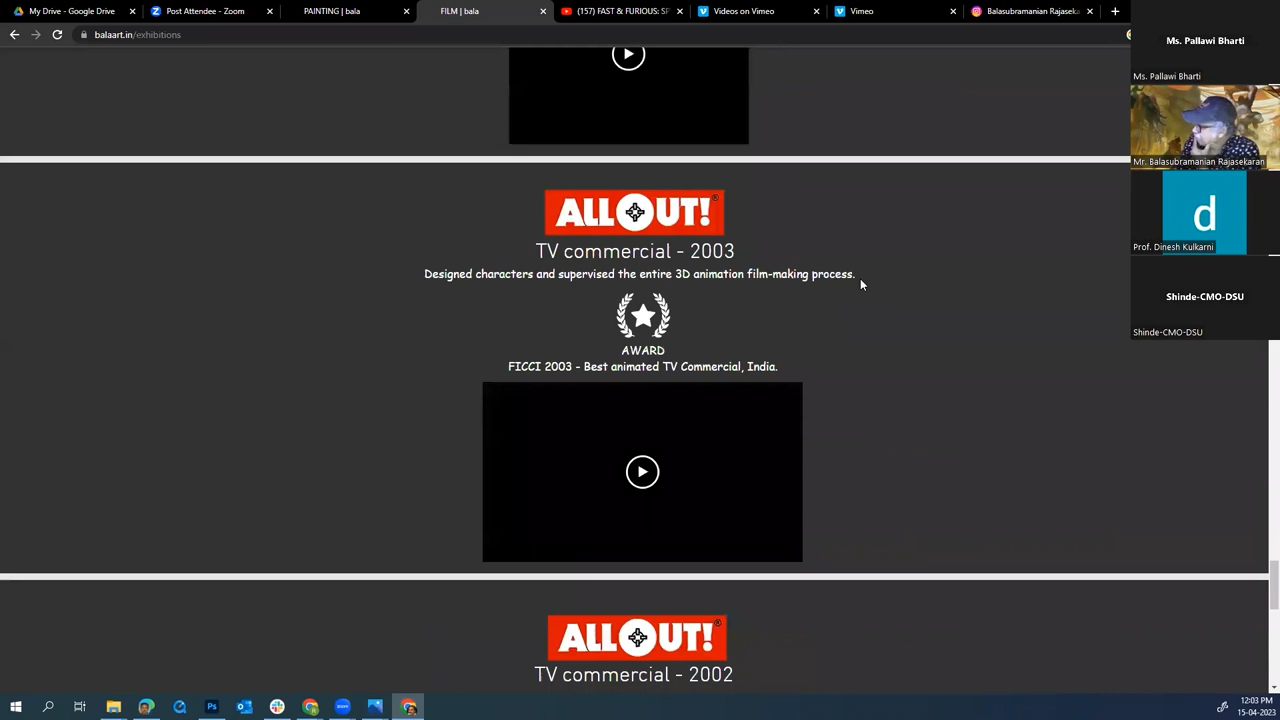 My Drive - Google Drive
Post Attendee - Zoom
PAINTING | bala
FILM | bala
(157) FAST & FURIOUS: SP
Videos on Vimeo
Vimeo
Balasubramanian Rajaseka
balaart.in/exhibitions
Ms. Pallawi Bharti
Ms. Pallawi Bharti
Mr. Balasubramanian Rajasekaran
d
Prof. Dinesh Kulkarni
Shinde-CMO-DSU
Shinde-CMO-DSU
ALL OUT!®
TV commercial - 2003
Designed characters and supervised the entire 3D animation film-making process.
AWARD
FICCI 2003 - Best animated TV Commercial, India.
ALL OUT!®
TV commercial - 2002
zoom
12:03 PM
15-04-2023